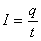 I = q/t